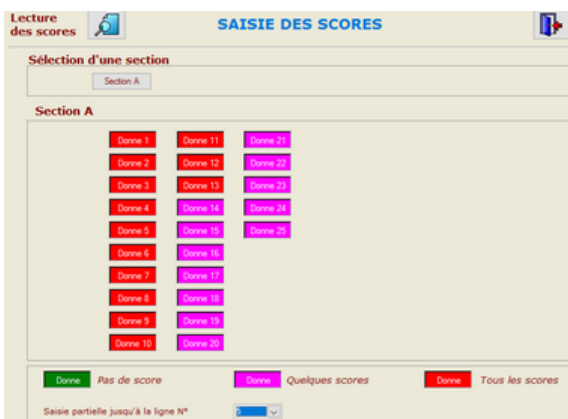 Lecture
des scores
SAISIE DES SCORES
Sélection d'une section
Section A
Section A
Donne 1 Donne 11 Donne 21
Donne 2 Donne 12 Donne 22
Donne 3 Donne 13 Donne 23
Donne 4 Donne 14 Donne 24
Donne 5 Donne 15 Donne 25
Donne 6 Donne 16
Donne 7 Donne 17
Donne 8 Donne 18
Donne 9 Donne 19
Donne 10 Donne 20
Donne Pas de score Donne Quelques scores Donne Tous les scores
Saisie partielle jusqu'à la ligne N°